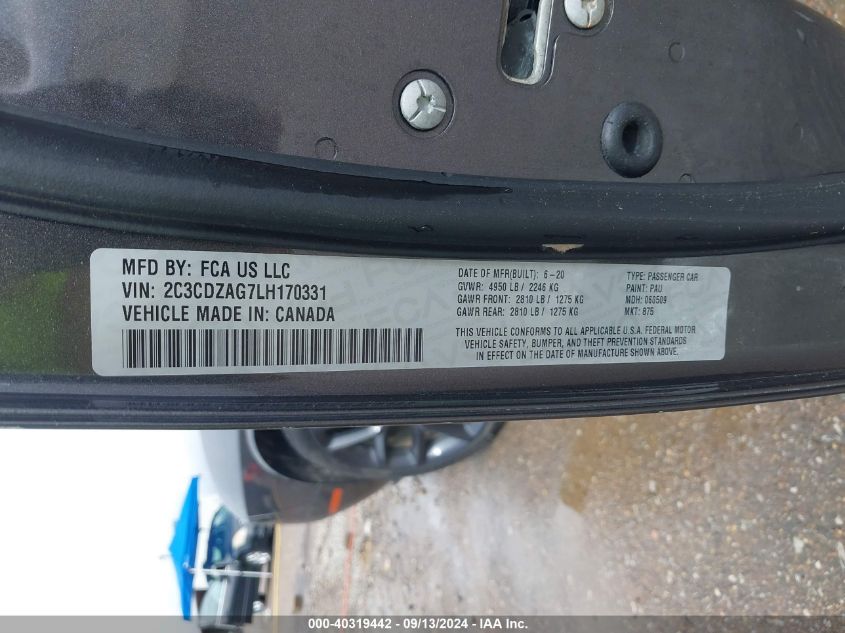 MFD BY: FCA US LLC
VIN: 2C3CDZAG7LH170331
VEHICLE MADE IN: CANADA
DATE OF MFR(BUILT): 6-20
GVWR: 4950 LB / 2246 KG
GAWR FRONT: 2810 LB / 1275 KG
GAWR REAR: 2810 LB / 1275 KG
TYPE: PASSENGER CAR
PAINT: PAU
MDH: 060509
MKT: 875
THIS VEHICLE CONFORMS TO ALL APPLICABLE U.S.A. FEDERAL MOTOR
VEHICLE SAFETY, BUMPER, AND THEFT PREVENTION STANDARDS
IN EFFECT ON THE DATE OF MANUFACTURE SHOWN ABOVE.
000-40319442 - 09/13/2024 - IAA Inc.